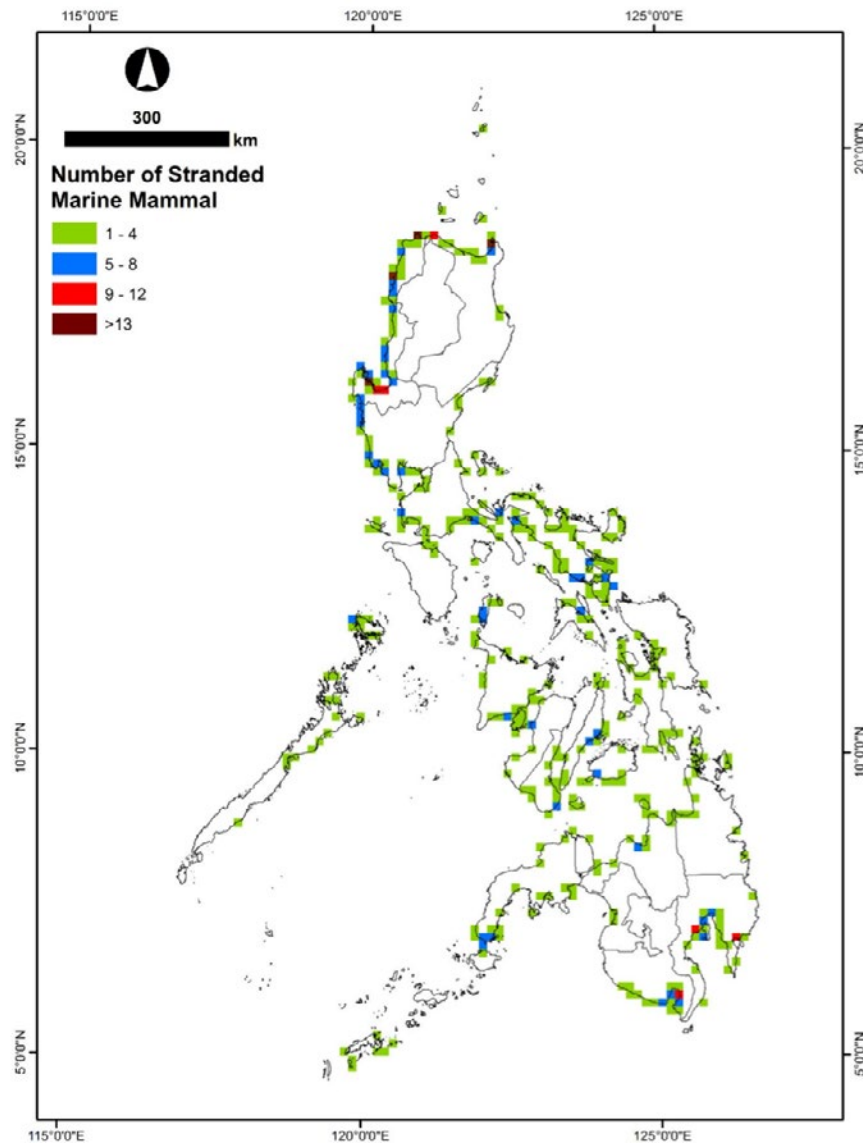 115°0'0"E 120°0'0"E 125°0'0"E
300
km
Number of Stranded
Marine Mammal
1 - 4
5 - 8
9 - 12
>13
20°0'0"N 20°0'0"N
15°0'0"N 15°0'0"N
10°0'0"N 10°0'0"N
5°0'0"N 5°0'0"N
115°0'0"E 120°0'0"E 125°0'0"E